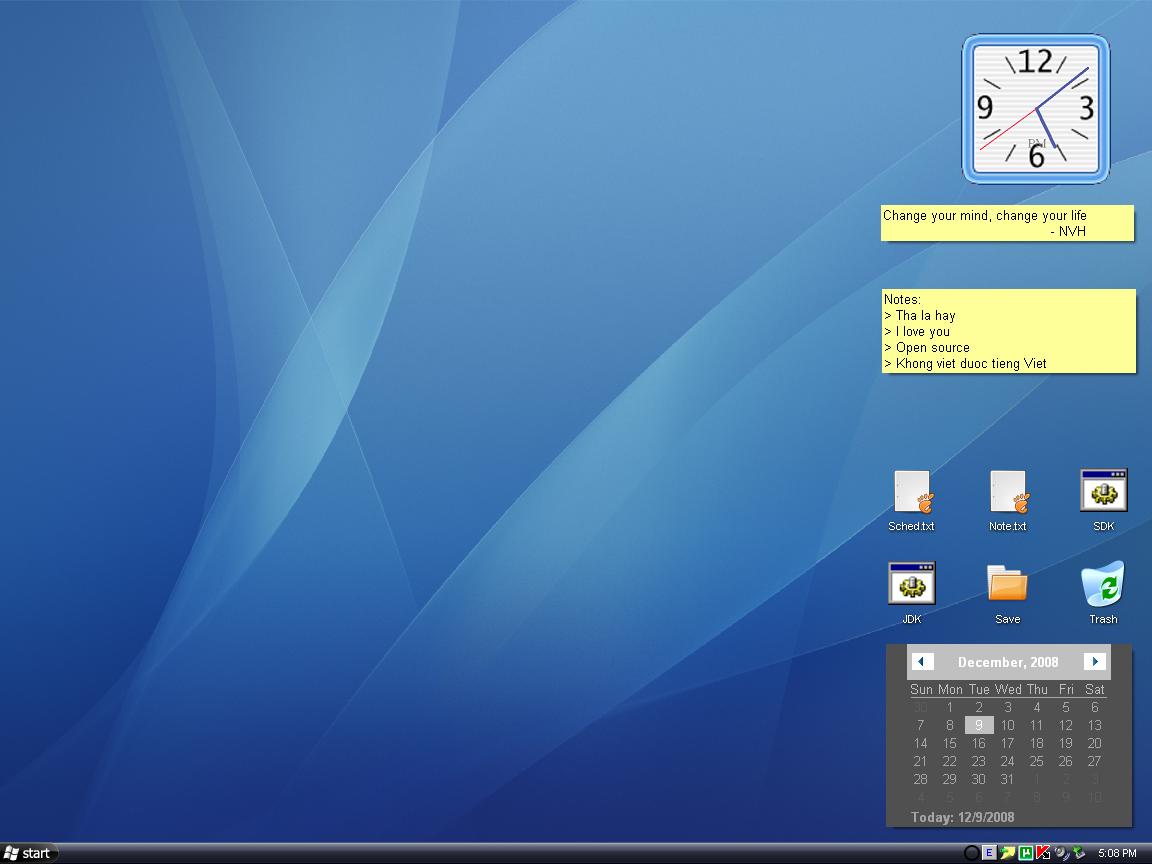 12
9
3
PM
6
Change your mind, change your life
- NVH
Notes:
> Tha la hay
> I love you
> Open source
> Khong viet duoc tieng Viet
Sched.txt Note.txt SDK
JDK Save Trash
December, 2008
Sun Mon Tue Wed Thu Fri Sat
30 1 2 3 4 5 6
7 8 9 10 11 12 13
14 15 16 17 18 19 20
21 22 23 24 25 26 27
28 29 30 31 1 2 3
4 5 6 7 8 9 10
Today: 12/9/2008
start E µ K 5:08 PM